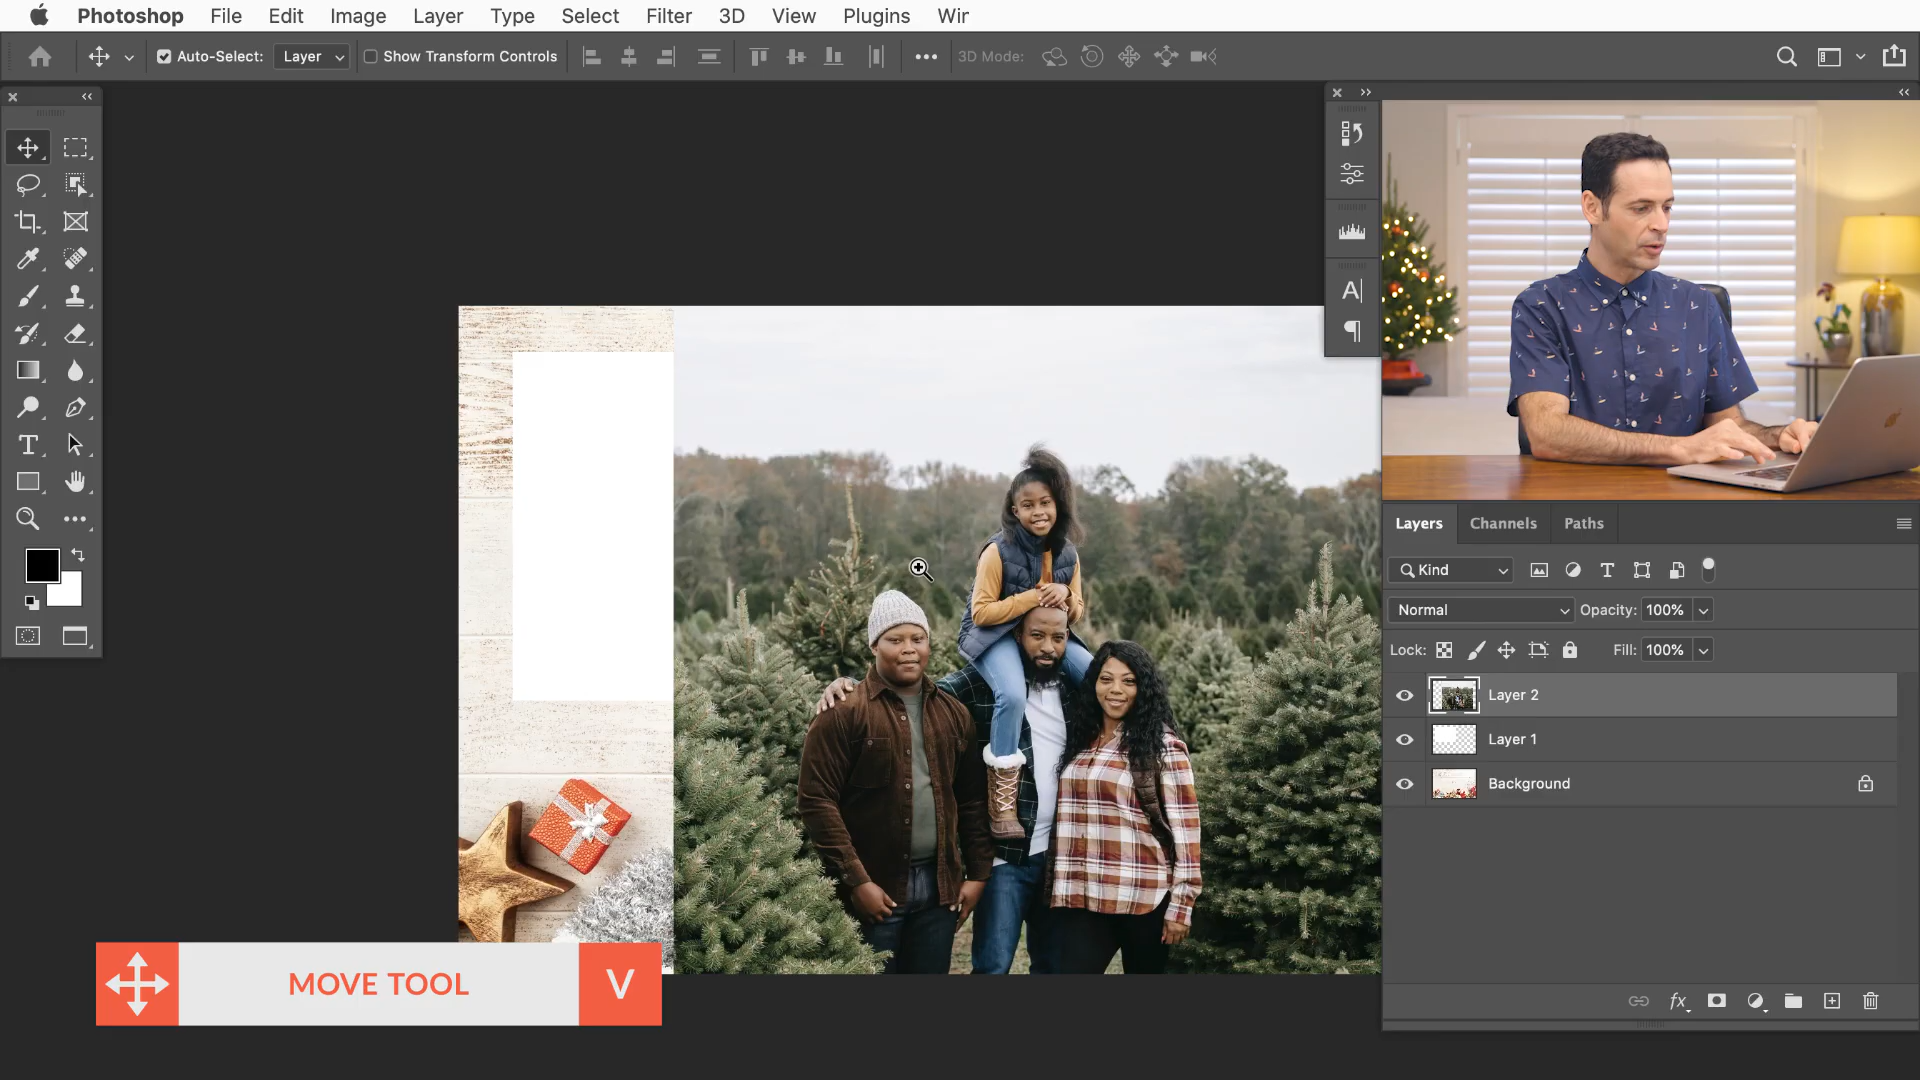 Photoshop File Edit Image Layer Type Select Filter 3D View Plugins Wir
Auto-Select: Layer Show Transform Controls 3D Mode:
Layers Channels Paths
Kind
Normal Opacity: 100%
Lock: Fill: 100%
Layer 2
Layer 1
Background
MOVE TOOL V